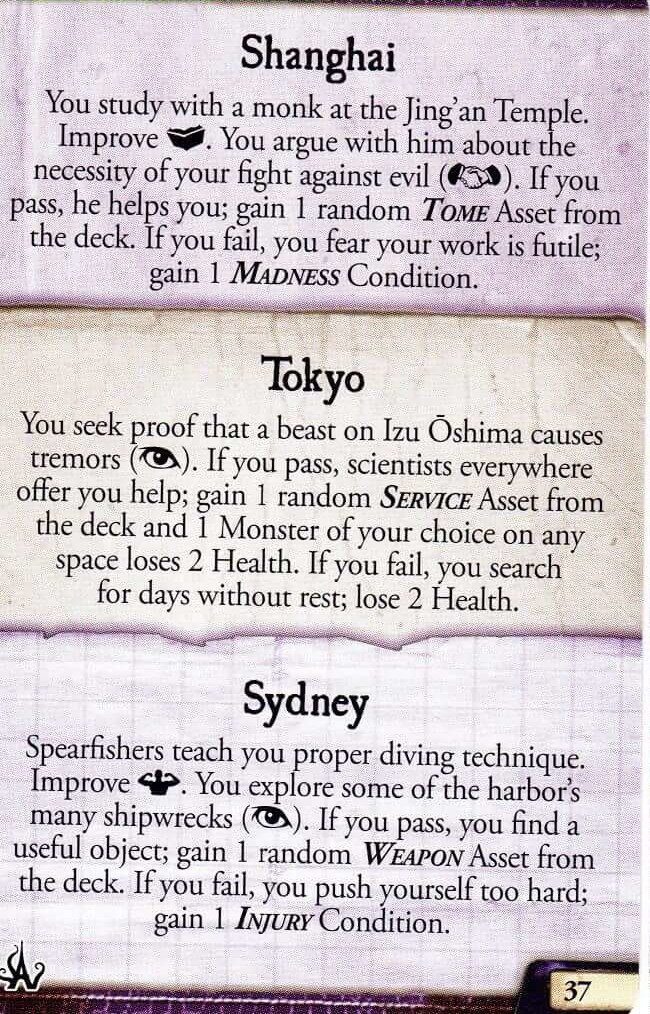 Shanghai
You study with a monk at the Jing’an Temple.
Improve . You argue with him about the
necessity of your fight against evil ( ). If you
pass, he helps you; gain 1 random TOME Asset from
the deck. If you fail, you fear your work is futile;
gain 1 MADNESS Condition.
Tokyo
You seek proof that a beast on Izu Ōshima causes
tremors ( ). If you pass, scientists everywhere
offer you help; gain 1 random SERVICE Asset from
the deck and 1 Monster of your choice on any
space loses 2 Health. If you fail, you search
for days without rest; lose 2 Health.
Sydney
Spearfishers teach you proper diving technique.
Improve . You explore some of the harbor’s
many shipwrecks ( ). If you pass, you find a
useful object; gain 1 random WEAPON Asset from
the deck. If you fail, you push yourself too hard;
gain 1 INJURY Condition.
37